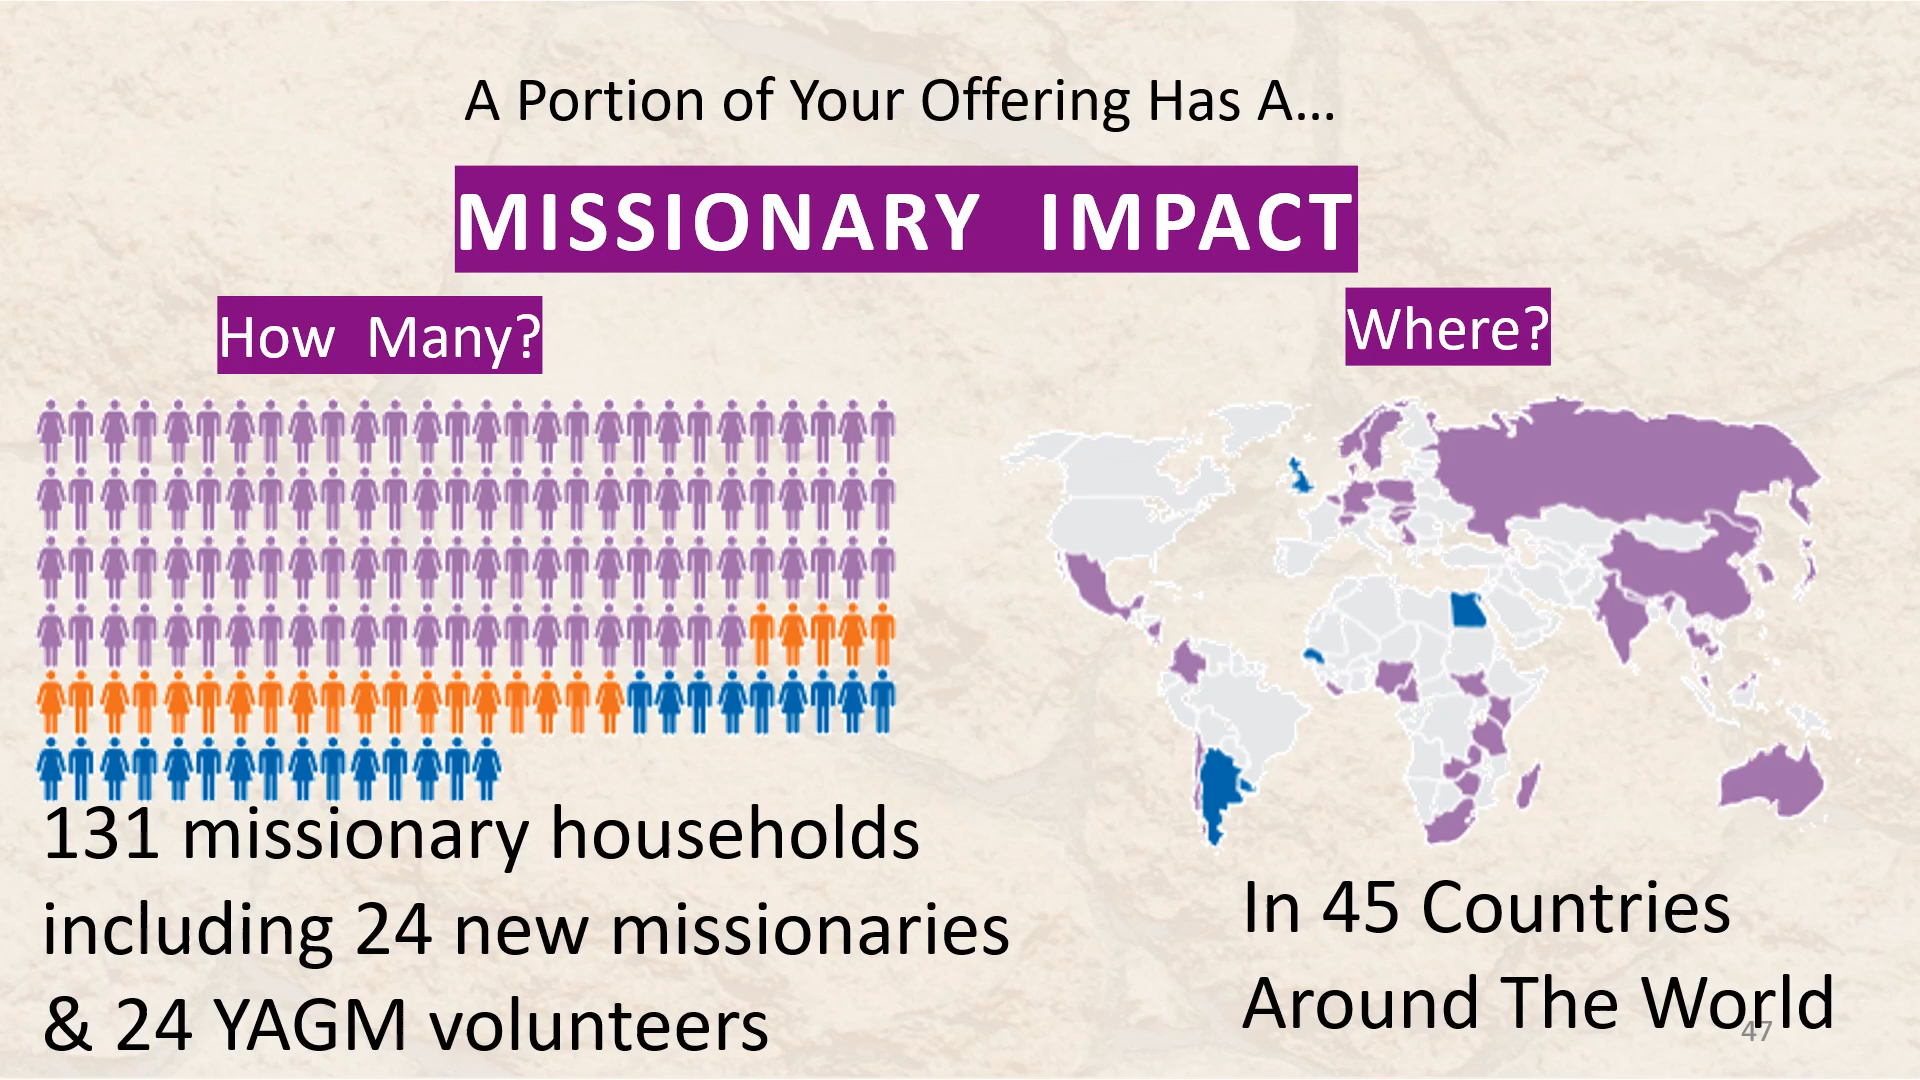 A Portion of Your Offering Has A…
MISSIONARY IMPACT
How Many?
Where?
131 missionary households
including 24 new missionaries
& 24 YAGM volunteers
In 45 Countries
Around The World
47